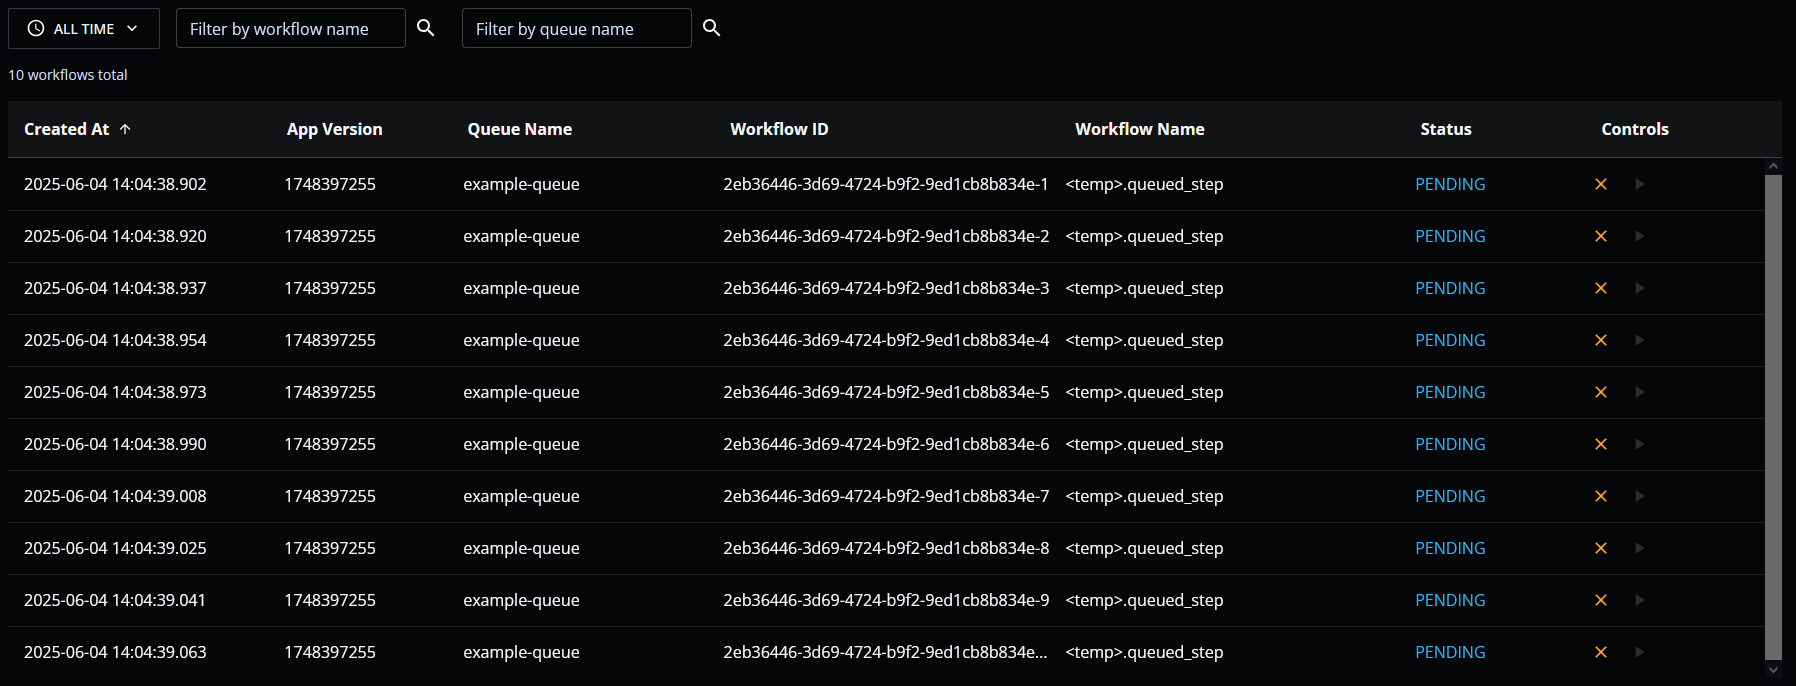 ALL TIME Filter by workflow name Filter by queue name
10 workflows total
Created At App Version Queue Name Workflow ID Workflow Name Status Controls
2025-06-04 14:04:38.902 1748397255 example-queue 2eb36446-3d69-4724-b9f2-9ed1cb8b834e-1 <temp>.queued_step PENDING
2025-06-04 14:04:38.920 1748397255 example-queue 2eb36446-3d69-4724-b9f2-9ed1cb8b834e-2 <temp>.queued_step PENDING
2025-06-04 14:04:38.937 1748397255 example-queue 2eb36446-3d69-4724-b9f2-9ed1cb8b834e-3 <temp>.queued_step PENDING
2025-06-04 14:04:38.954 1748397255 example-queue 2eb36446-3d69-4724-b9f2-9ed1cb8b834e-4 <temp>.queued_step PENDING
2025-06-04 14:04:38.973 1748397255 example-queue 2eb36446-3d69-4724-b9f2-9ed1cb8b834e-5 <temp>.queued_step PENDING
2025-06-04 14:04:38.990 1748397255 example-queue 2eb36446-3d69-4724-b9f2-9ed1cb8b834e-6 <temp>.queued_step PENDING
2025-06-04 14:04:39.008 1748397255 example-queue 2eb36446-3d69-4724-b9f2-9ed1cb8b834e-7 <temp>.queued_step PENDING
2025-06-04 14:04:39.025 1748397255 example-queue 2eb36446-3d69-4724-b9f2-9ed1cb8b834e-8 <temp>.queued_step PENDING
2025-06-04 14:04:39.041 1748397255 example-queue 2eb36446-3d69-4724-b9f2-9ed1cb8b834e-9 <temp>.queued_step PENDING
2025-06-04 14:04:39.063 1748397255 example-queue 2eb36446-3d69-4724-b9f2-9ed1cb8b834e... <temp>.queued_step PENDING